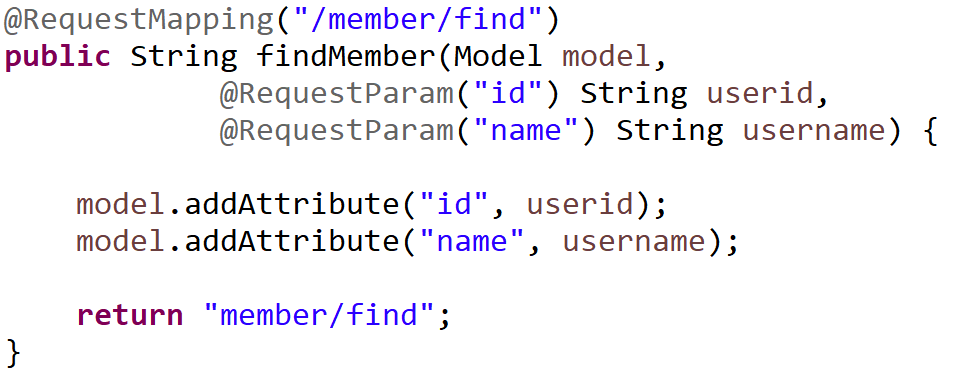 @RequestMapping("/member/find")
public String findMember(Model model,
            @RequestParam("id") String userid,
            @RequestParam("name") String username) {

    model.addAttribute("id", userid);
    model.addAttribute("name", username);

    return "member/find";
}